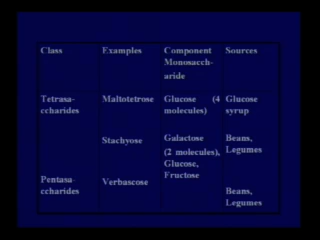 Class Examples Component Sources
Monosacch-
aride
Tetrasa- Maltotetrose Glucose (4 Glucose
ccharides molecules) syrup
Stachyose Galactose Beans,
(2 molecules), Legumes
Glucose,
Fructose
Pentasa- Verbascose
ccharides Beans,
Legumes